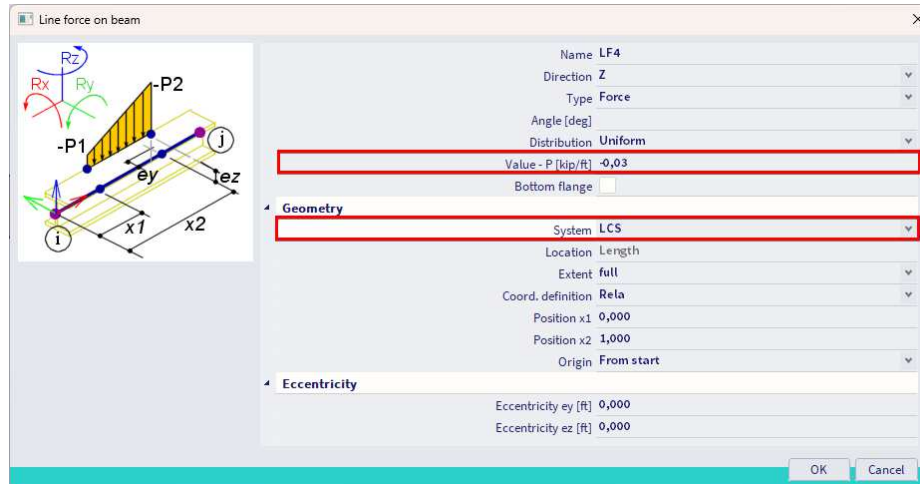 Line force on beam
Rz
Rx
Ry
-P2
-P1
j
ey
ez
x1
x2
i
Name LF4
Direction Z
Type Force
Angle [deg]
Distribution Uniform
Value - P [kip/ft] -0,03
Bottom flange
Geometry
System LCS
Location Length
Extent full
Coord. definition Rela
Position x1 0,000
Position x2 1,000
Origin From start
Eccentricity
Eccentricity ey [ft] 0,000
Eccentricity ez [ft] 0,000
OK Cancel